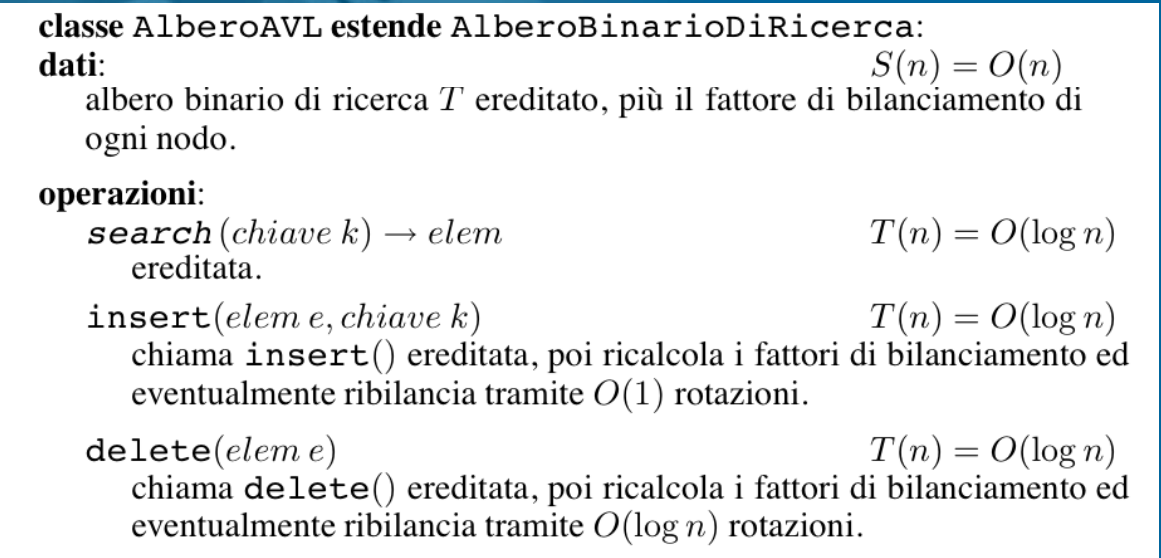 classe AlberoAVL estende AlberoBinarioDiRicerca:
dati: S(n) = O(n)
albero binario di ricerca T ereditato, più il fattore di bilanciamento di
ogni nodo.
operazioni:
search(chiave k) → elem T(n) = O(log n)
ereditata.
insert(elem e, chiave k) T(n) = O(log n)
chiama insert() ereditata, poi ricalcola i fattori di bilanciamento ed
eventualmente ribilancia tramite O(1) rotazioni.
delete(elem e) T(n) = O(log n)
chiama delete() ereditata, poi ricalcola i fattori di bilanciamento ed
eventualmente ribilancia tramite O(log n) rotazioni.